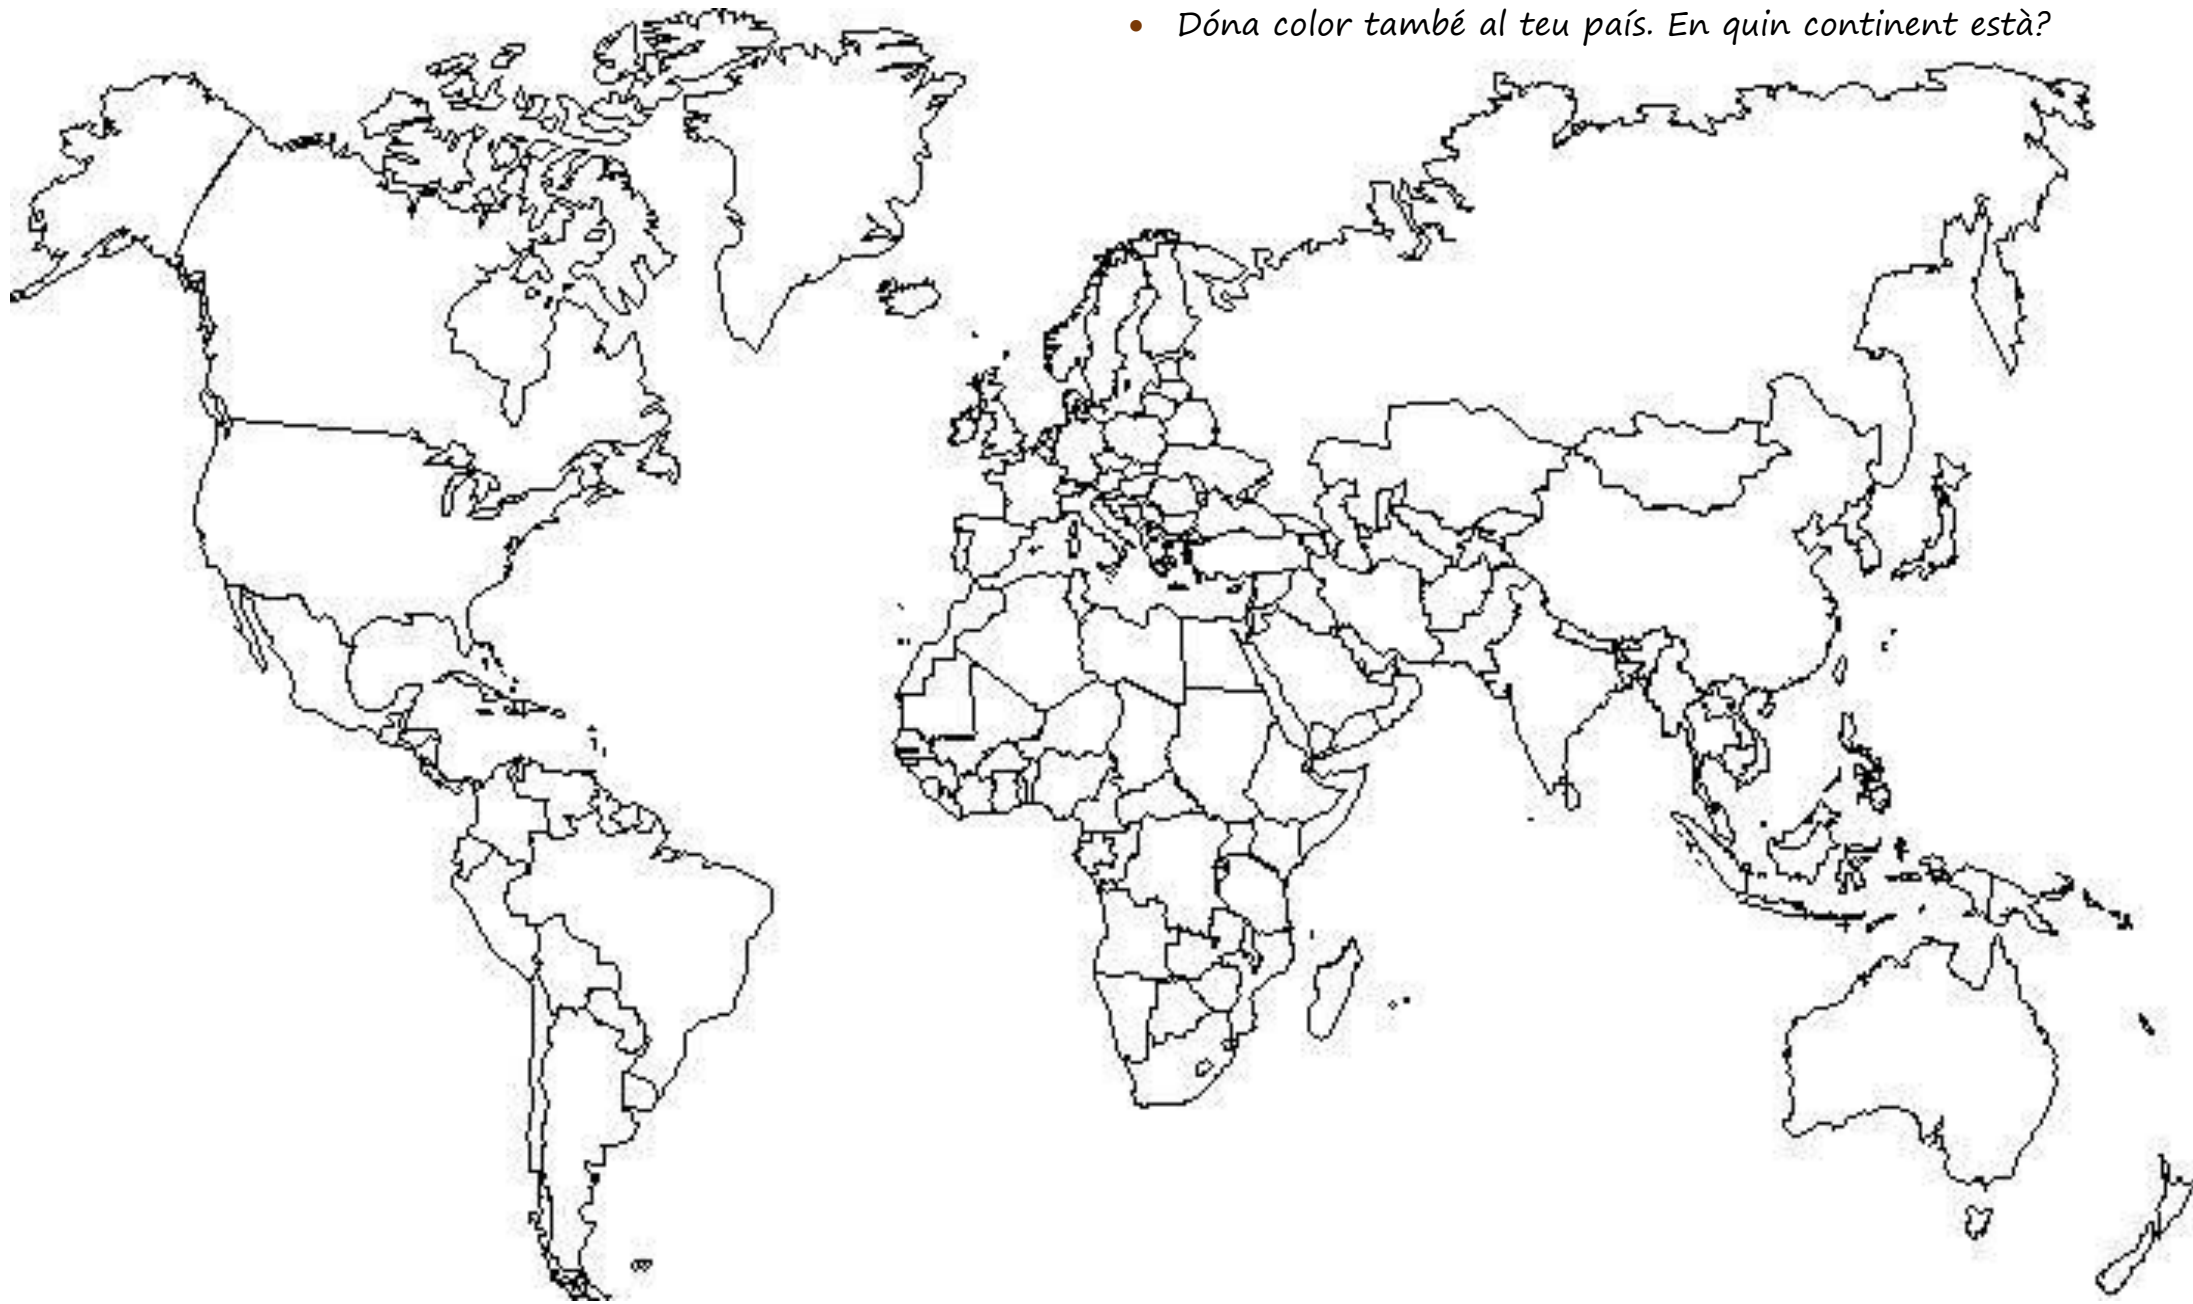 • Dóna color també al teu país. En quin continent està?